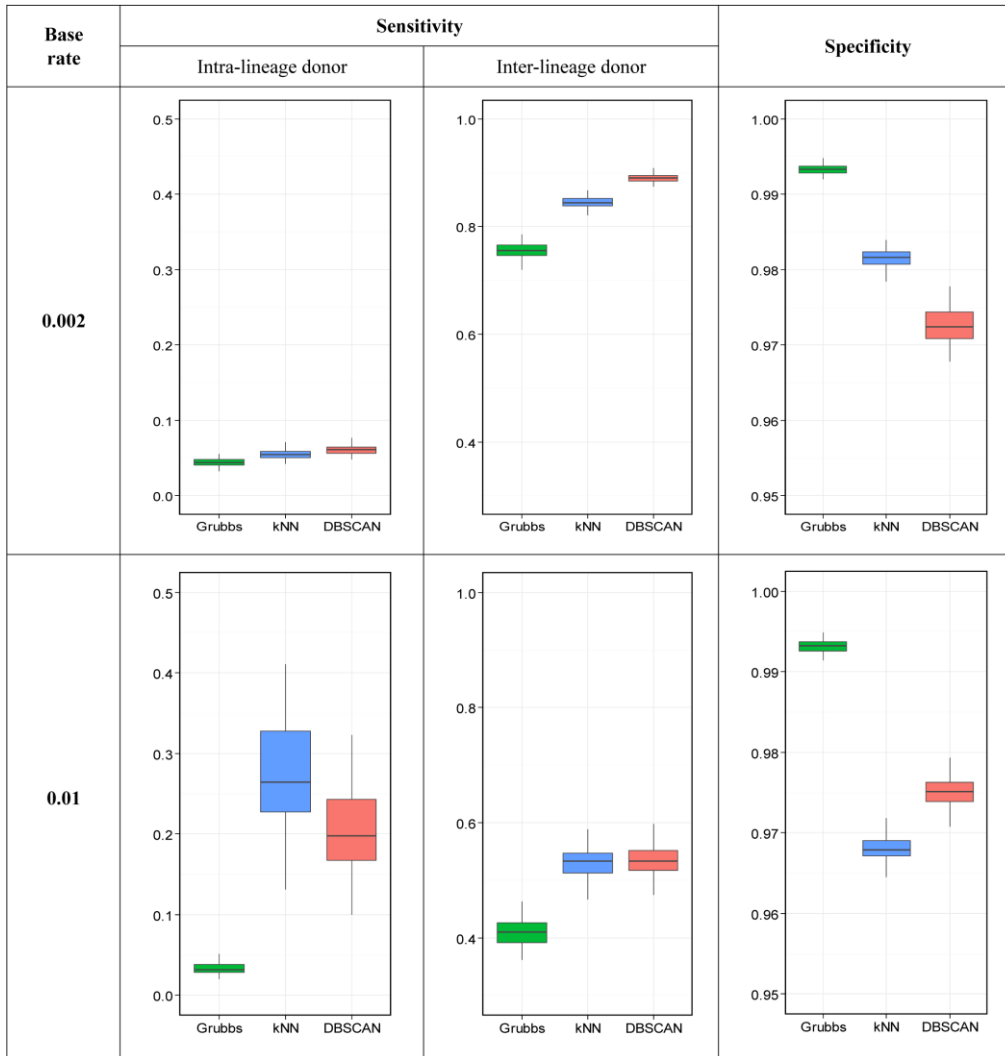 Base
rate
Sensitivity
Specificity
Intra-lineage donor
Inter-lineage donor
0.002
0.5
0.4
0.3
0.2
0.1
0.0
Grubbs kNN DBSCAN
1.0
0.8
0.6
0.4
Grubbs kNN DBSCAN
1.00
0.99
0.98
0.97
0.96
0.95
Grubbs kNN DBSCAN
0.01
0.5
0.4
0.3
0.2
0.1
0.0
Grubbs kNN DBSCAN
1.0
0.8
0.6
0.4
Grubbs kNN DBSCAN
1.00
0.99
0.98
0.97
0.96
0.95
Grubbs kNN DBSCAN